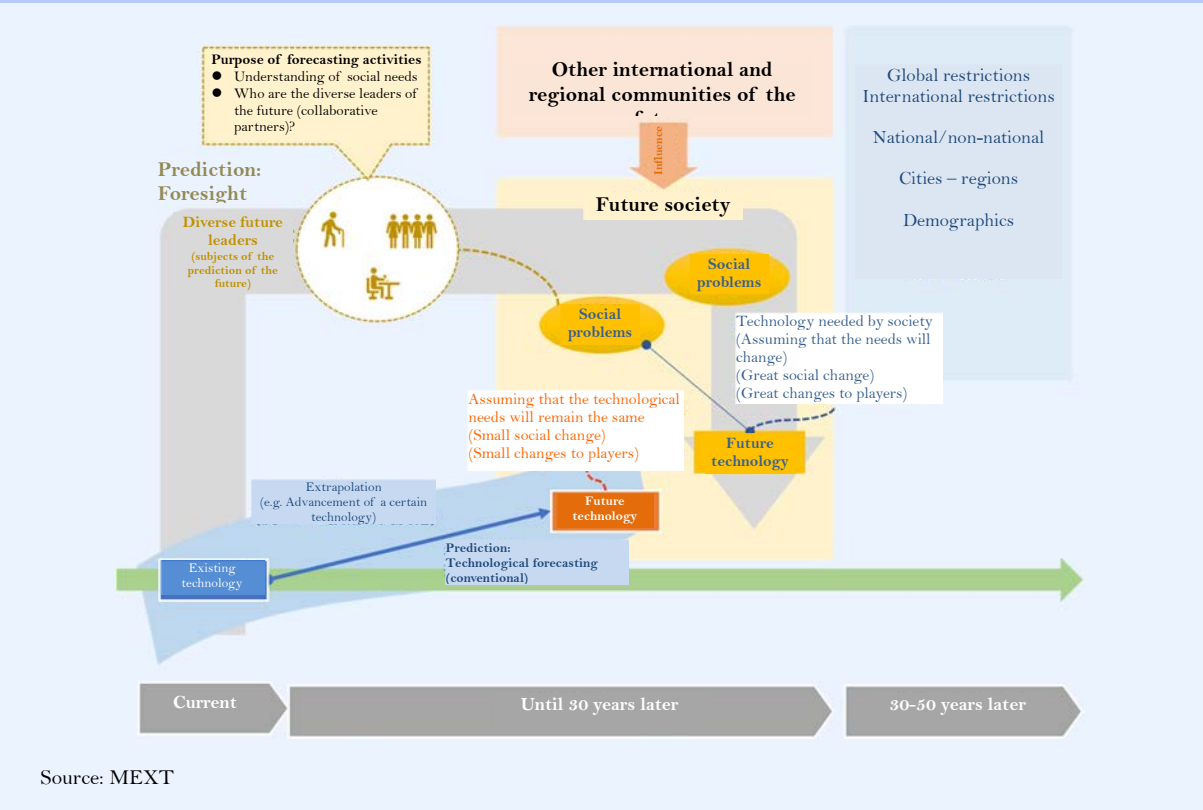 Purpose of forecasting activities
● Understanding of social needs
● Who are the diverse leaders of
the future (collaborative
partners)?
Other international and
regional communities of the
Influence
Global restrictions
International restrictions
National/non-national
Cities – regions
Demographics
Prediction:
Foresight
Diverse future
leaders
(subjects of the
prediction of the
future)
Future society
Social
problems
Social
problems
Technology needed by society
(Assuming that the needs will
change)
(Great social change)
(Great changes to players)
Assuming that the technological
needs will remain the same
(Small social change)
(Small changes to players)
Future
technology
Extrapolation
(e.g. Advancement of a certain
technology)
Future
technology
Prediction:
Technological forecasting
(conventional)
Existing
technology
Current
Until 30 years later
30-50 years later
Source: MEXT